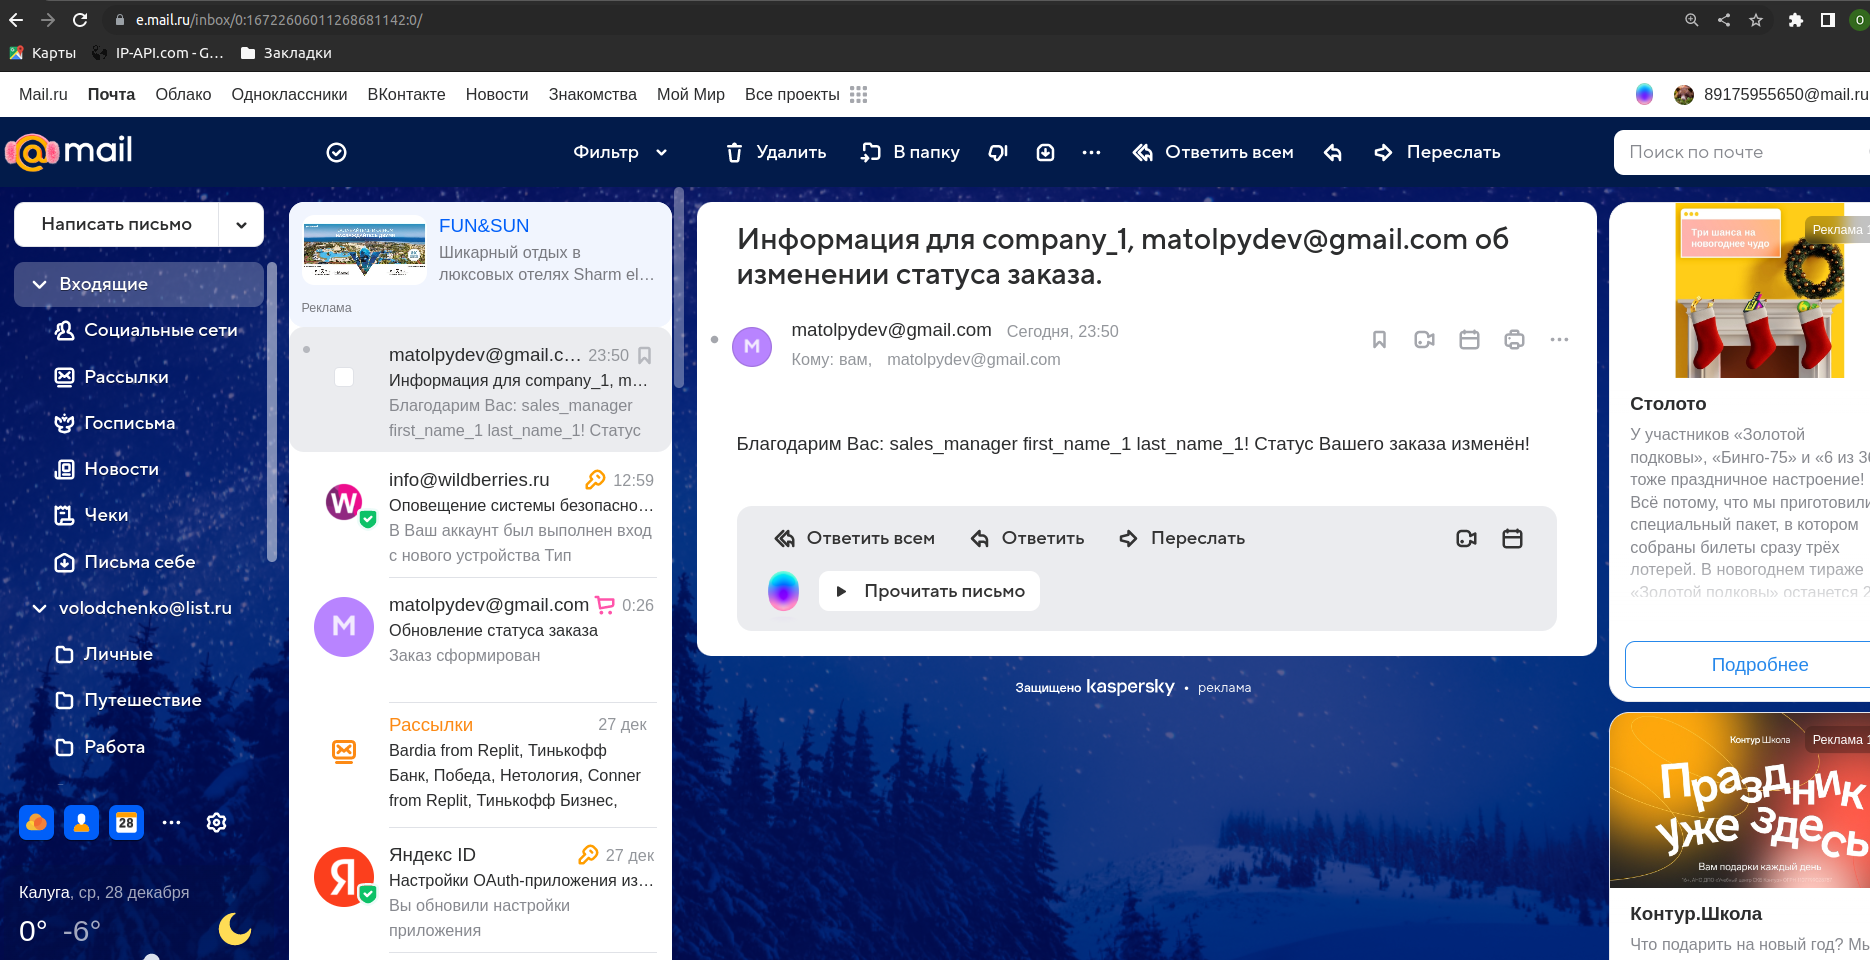 e.mail.ru/inbox/0:16722606011268681142:0/
Карты
IP-API.com - G…
Закладки
Mail.ru
Почта
Облако
Одноклассники
ВКонтакте
Новости
Знакомства
Мой Мир
Все проекты
89175955650@mail.ru
@mail
Фильтр
Удалить
В папку
Ответить всем
Переслать
Поиск по почте
Написать письмо
Входящие
Социальные сети
Рассылки
Госписьма
Новости
Чеки
Письма себе
volodchenko@list.ru
Личные
Путешествие
Работа
28
Калуга, ср, 28 декабря
0° -6°
FUN&SUN
Шикарный отдых в
люксовых отелях Sharm el…
Реклама
matolpydev@gmail.c… 23:50
Информация для company_1, m…
Благодарим Вас: sales_manager
first_name_1 last_name_1! Статус
W
info@wildberries.ru 12:59
Оповещение системы безопасно…
В Ваш аккаунт был выполнен вход
с нового устройства Тип
M
matolpydev@gmail.com 0:26
Обновление статуса заказа
Заказ сформирован
Рассылки 27 дек
Bardia from Replit, Тинькофф
Банк, Победа, Нетология, Conner
from Replit, Тинькофф Бизнес,
Я
Яндекс ID 27 дек
Настройки OAuth-приложения из…
Вы обновили настройки
приложения
Информация для company_1, matolpydev@gmail.com об
изменении статуса заказа.
M
matolpydev@gmail.com Сегодня, 23:50
Кому: вам, matolpydev@gmail.com
Благодарим Вас: sales_manager first_name_1 last_name_1! Статус Вашего заказа изменён!
Ответить всем
Ответить
Переслать
Прочитать письмо
Защищено kaspersky • реклама
Три шанса на
новогоднее чудо
Реклама 1
Столото
У участников «Золотой
подковы», «Бинго-75» и «6 из 36
тоже праздничное настроение!
Всё потому, что мы приготовили
специальный пакет, в котором
собраны билеты сразу трёх
лотерей. В новогоднем тираже
«Золотой подковы» останется 2
Подробнее
Контур Школа
Реклама 1
Праздник
уже здесь
Вам подарки каждый день
Контур.Школа
Что подарить на новый год? Мы